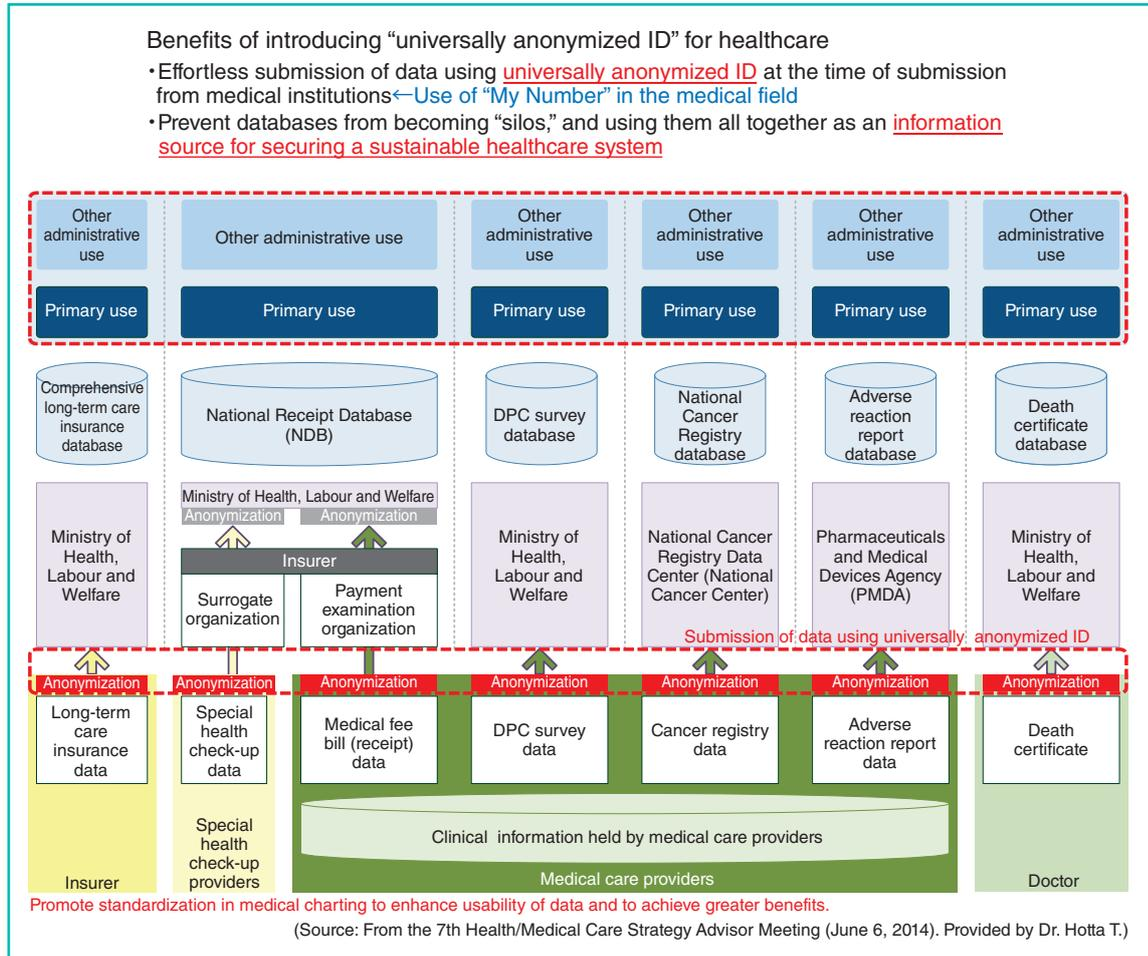 Benefits of introducing “universally anonymized ID” for healthcare
・Effortless submission of data using universally anonymized ID at the time of submission
from medical institutions←Use of “My Number” in the medical field
・Prevent databases from becoming “silos,” and using them all together as an information
source for securing a sustainable healthcare system
Other
administrative
use
Other administrative use
Other
administrative
use
Other
administrative
use
Other
administrative
use
Other
administrative
use
Primary use
Primary use
Primary use
Primary use
Primary use
Primary use
Comprehensive
long-term care
insurance
database
National Receipt Database
(NDB)
DPC survey
database
National
Cancer
Registry
database
Adverse
reaction
report
database
Death
certificate
database
Ministry of
Health,
Labour and
Welfare
Ministry of Health, Labour and Welfare
Anonymization
Anonymization
Insurer
Surrogate
organization
Payment
examination
organization
Ministry of
Health,
Labour and
Welfare
National Cancer
Registry Data
Center (National
Cancer Center)
Pharmaceuticals
and Medical
Devices Agency
(PMDA)
Ministry of
Health,
Labour and
Welfare
Submission of data using universally anonymized ID
Anonymization
Anonymization
Anonymization
Anonymization
Anonymization
Anonymization
Anonymization
Long-term
care
insurance
data
Special
health
check-up
data
Medical fee
bill (receipt)
data
DPC survey
data
Cancer registry
data
Adverse
reaction report
data
Death
certificate
Clinical information held by medical care providers
Insurer
Special
health
check-up
providers
Medical care providers
Doctor
Promote standardization in medical charting to enhance usability of data and to achieve greater benefits.
(Source: From the 7th Health/Medical Care Strategy Advisor Meeting (June 6, 2014). Provided by Dr. Hotta T.)